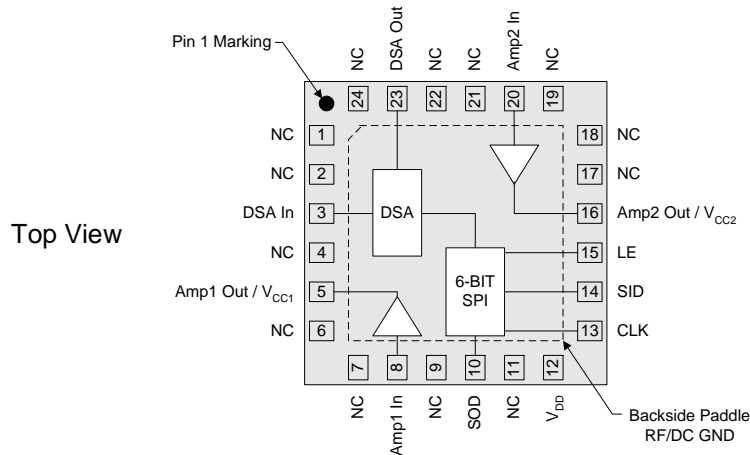 Pin 1 Marking
NC
DSA Out
NC
NC
Amp2 In
NC
24
23
22
21
20
19
NC 1
18 NC
NC 2
17 NC
DSA In 3
DSA
16 Amp2 Out / VCC2
Top View
NC 4
15 LE
Amp1 Out / VCC1 5
6-BIT
SPI
14 SID
NC 6
13 CLK
7
8
9
10
11
12
NC
Amp1 In
NC
SOD
NC
VDD
Backside Paddle
RF/DC GND